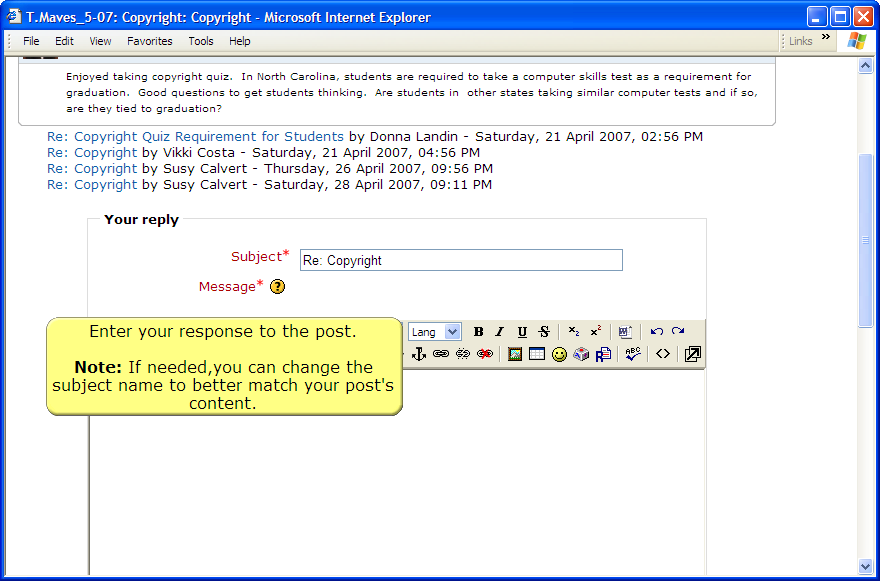 T.Maves_5-07: Copyright: Copyright - Microsoft Internet Explorer
File Edit View Favorites Tools Help Links »
Enjoyed taking copyright quiz. In North Carolina, students are required to take a computer skills test as a requirement for
graduation. Good questions to get students thinking. Are students in other states taking similar computer tests and if so,
are they tied to graduation?
Re: Copyright Quiz Requirement for Students by Donna Landin - Saturday, 21 April 2007, 02:56 PM
Re: Copyright by Vikki Costa - Saturday, 21 April 2007, 04:56 PM
Re: Copyright by Susy Calvert - Thursday, 26 April 2007, 09:56 PM
Re: Copyright by Susy Calvert - Saturday, 28 April 2007, 09:11 PM
Your reply
Subject* Re: Copyright
Message* ?
Lang B I U S x₂ x² W
ABC <>
Enter your response to the post.
Note: If needed,you can change the
subject name to better match your post's
content.